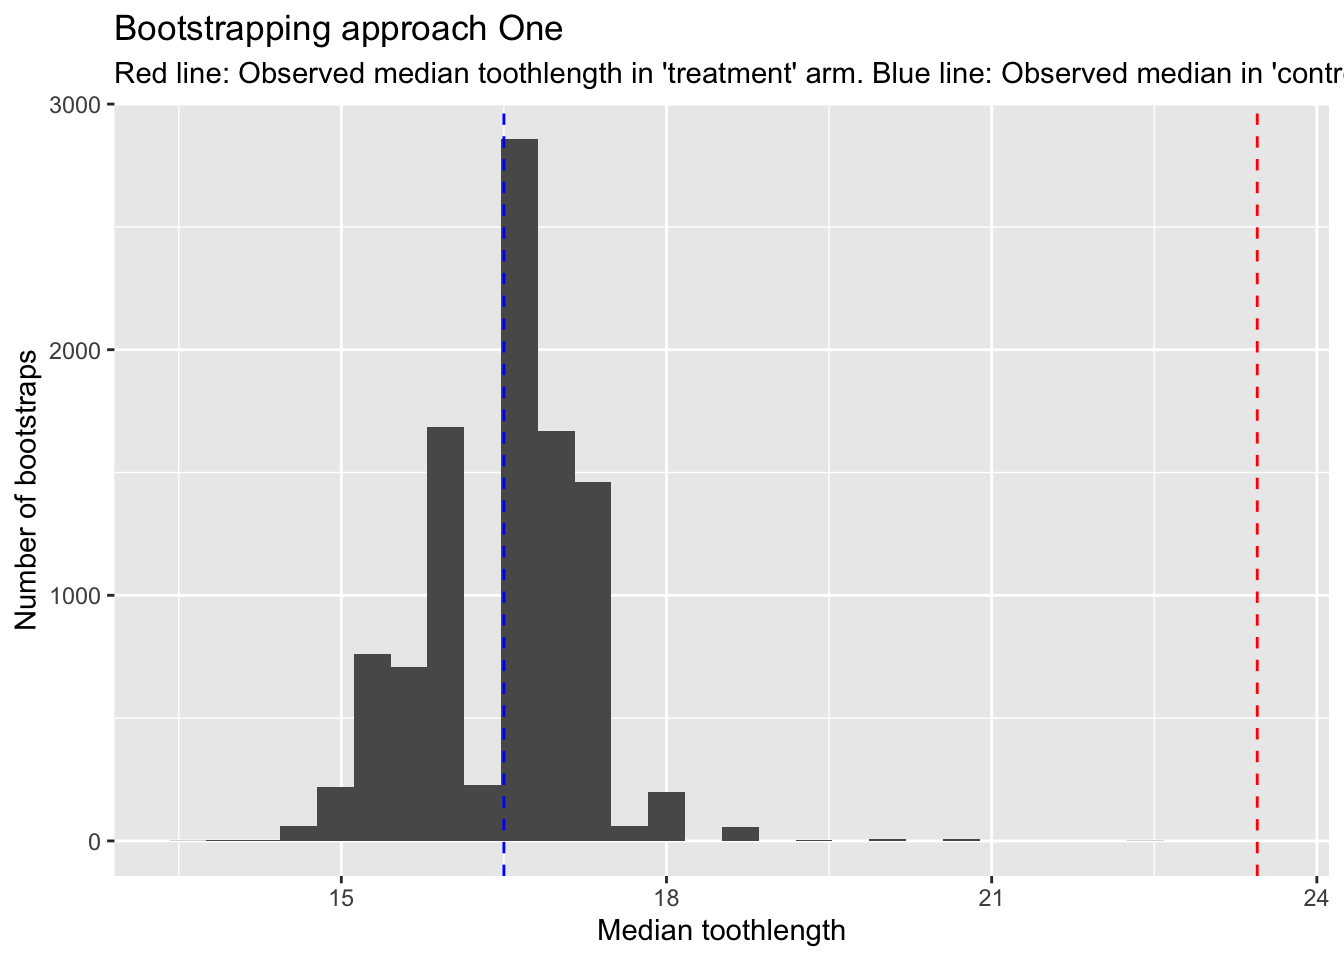 Bootstrapping approach One
Red line: Observed median toothlength in 'treatment' arm. Blue line: Observed median in 'contr
3000
2000
1000
0
Number of bootstraps
15
18
21
24
Median toothlength